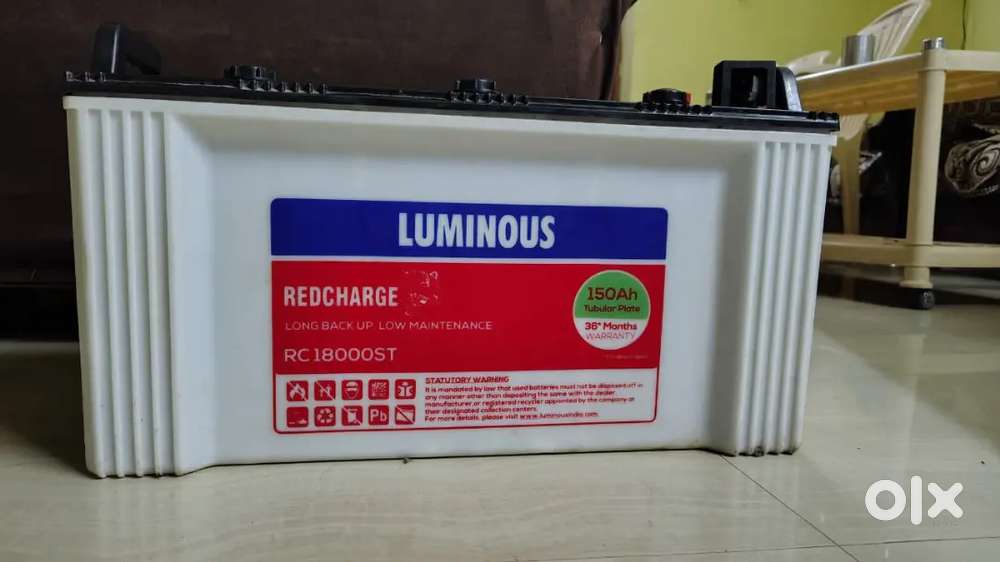 LUMINOUS
REDCHARGE
LONG BACK UP, LOW MAINTENANCE
RC 18000ST
150Ah
Tubular Plate
36* Months
WARRANTY
STATUTORY WARNING
It is mandated by law that used batteries must not be disposed off in
any manner other than depositing the same with the dealer,
manufacturer, or registered recycler appointed by the company at
their designated collection centers.
For more details, please visit www.luminousindia.com.
Pb
olx